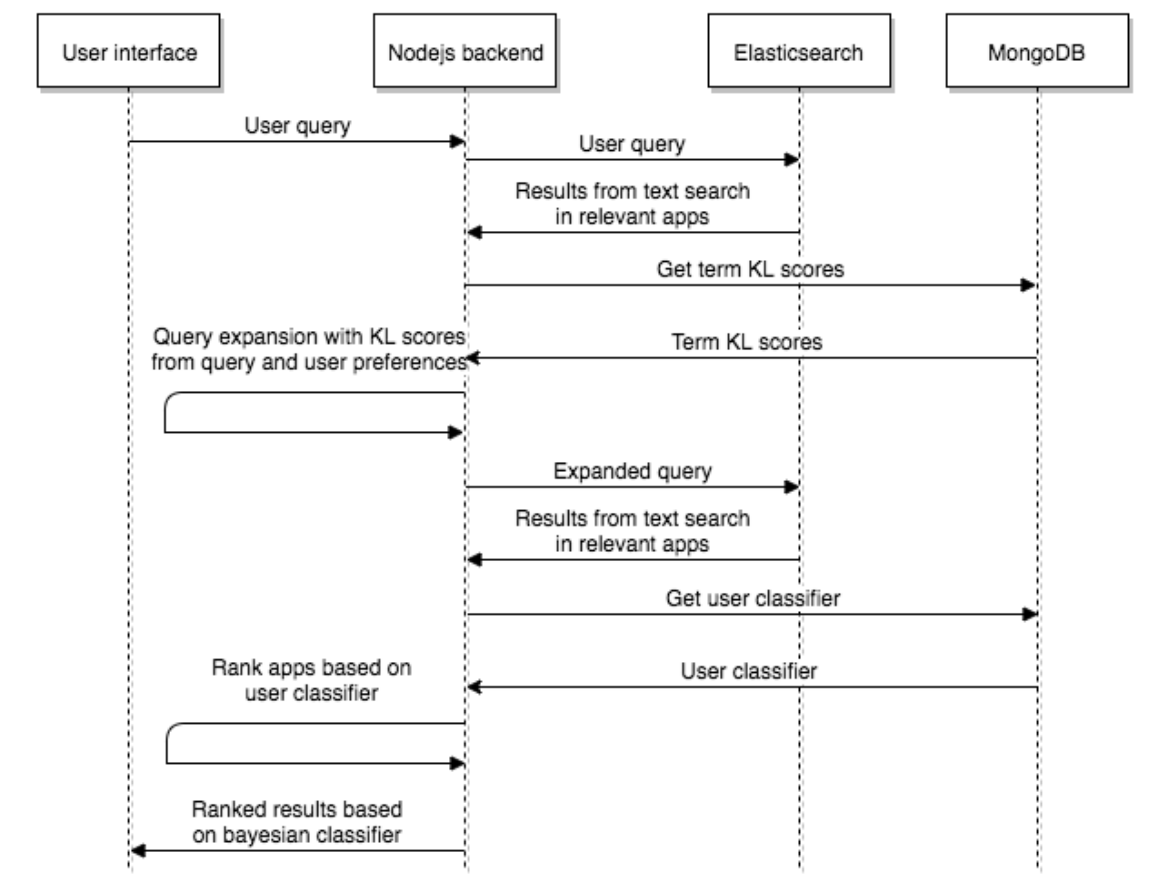 User interface
Nodejs backend
Elasticsearch
MongoDB
User query
User query
Results from text search
in relevant apps
Get term KL scores
Query expansion with KL scores
from query and user preferences
Term KL scores
Expanded query
Results from text search
in relevant apps
Get user classifier
Rank apps based on
user classifier
User classifier
Ranked results based
on bayesian classifier